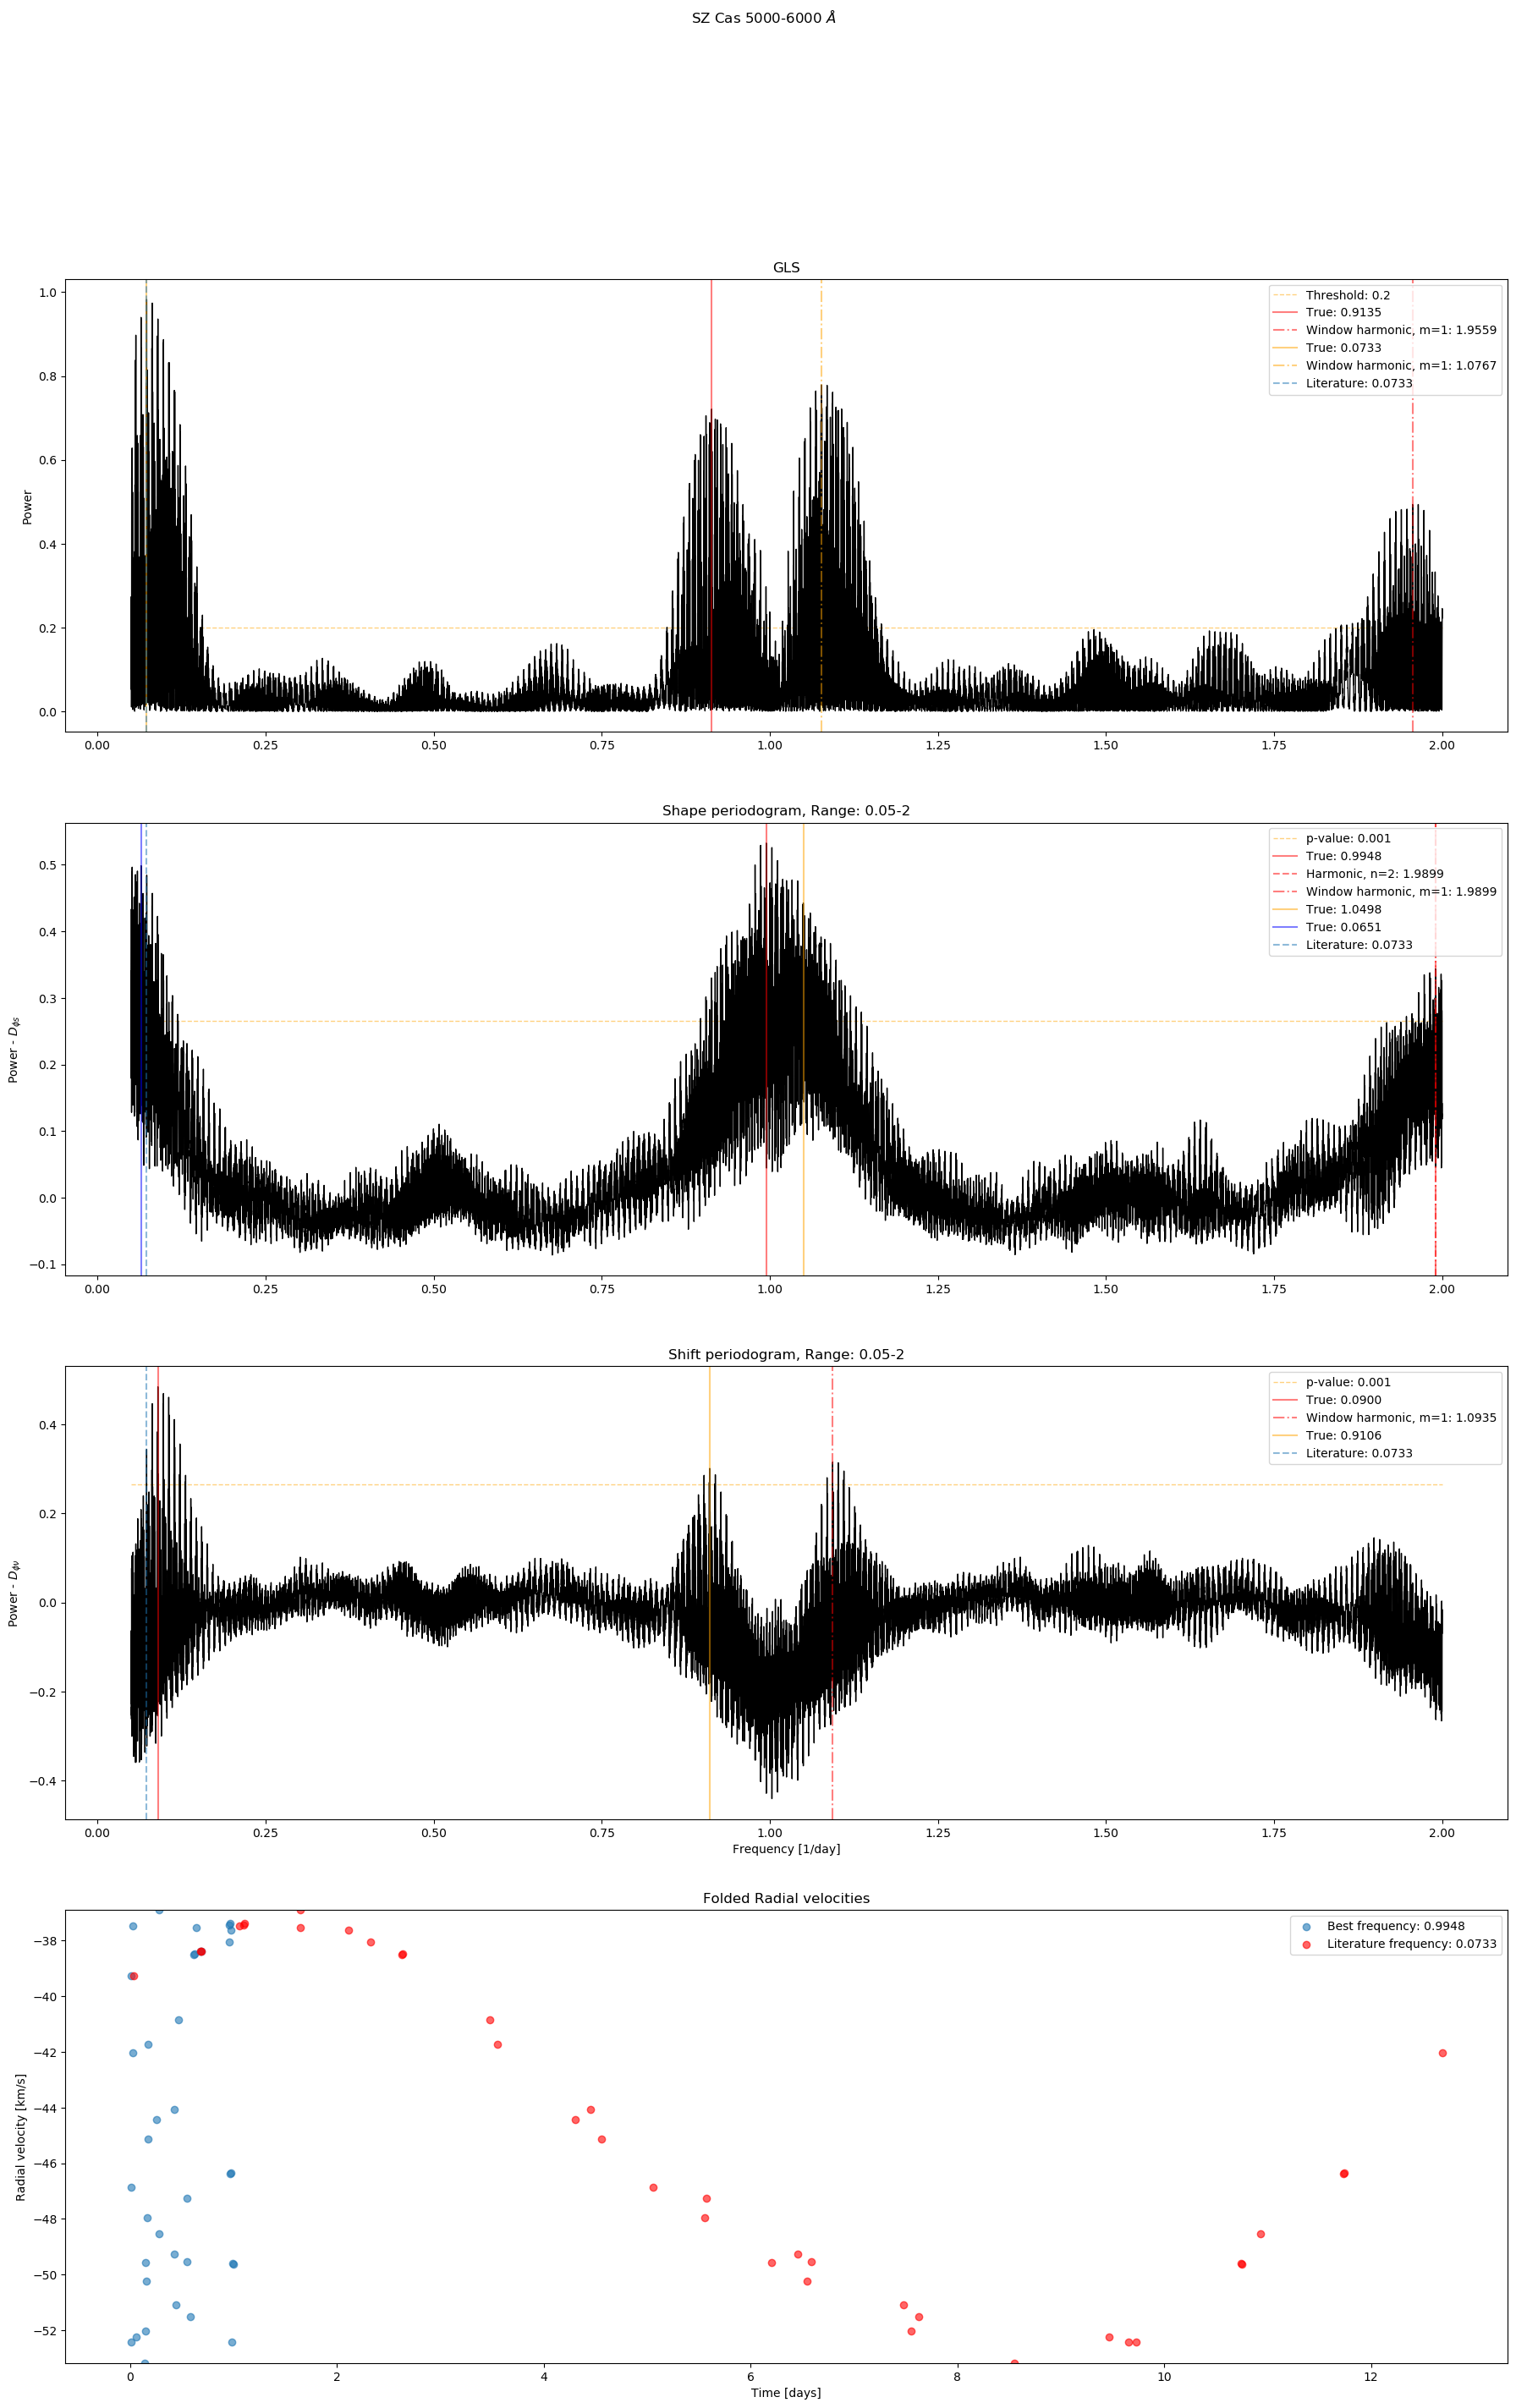 SZ Cas 5000-6000 Å
GLS
Power
1.0
0.8
0.6
0.4
0.2
0.0
0.00 0.25 0.50 0.75 1.00 1.25 1.50 1.75 2.00
Threshold: 0.2
True: 0.9135
Window harmonic, m=1: 1.9559
True: 0.0733
Window harmonic, m=1: 1.0767
Literature: 0.0733
Shape periodogram, Range: 0.05-2
Power - D_{ϕs}
0.5
0.4
0.3
0.2
0.1
0.0
−0.1
0.00 0.25 0.50 0.75 1.00 1.25 1.50 1.75 2.00
p-value: 0.001
True: 0.9948
Harmonic, n=2: 1.9899
Window harmonic, m=1: 1.9899
True: 1.0498
True: 0.0651
Literature: 0.0733
Shift periodogram, Range: 0.05-2
Power - D_{ϕν}
0.4
0.2
0.0
−0.2
−0.4
0.00 0.25 0.50 0.75 1.00 1.25 1.50 1.75 2.00
Frequency [1/day]
p-value: 0.001
True: 0.0900
Window harmonic, m=1: 1.0935
True: 0.9106
Literature: 0.0733
Folded Radial velocities
Radial velocity [km/s]
−38
−40
−42
−44
−46
−48
−50
−52
0 2 4 6 8 10 12
Time [days]
Best frequency: 0.9948
Literature frequency: 0.0733